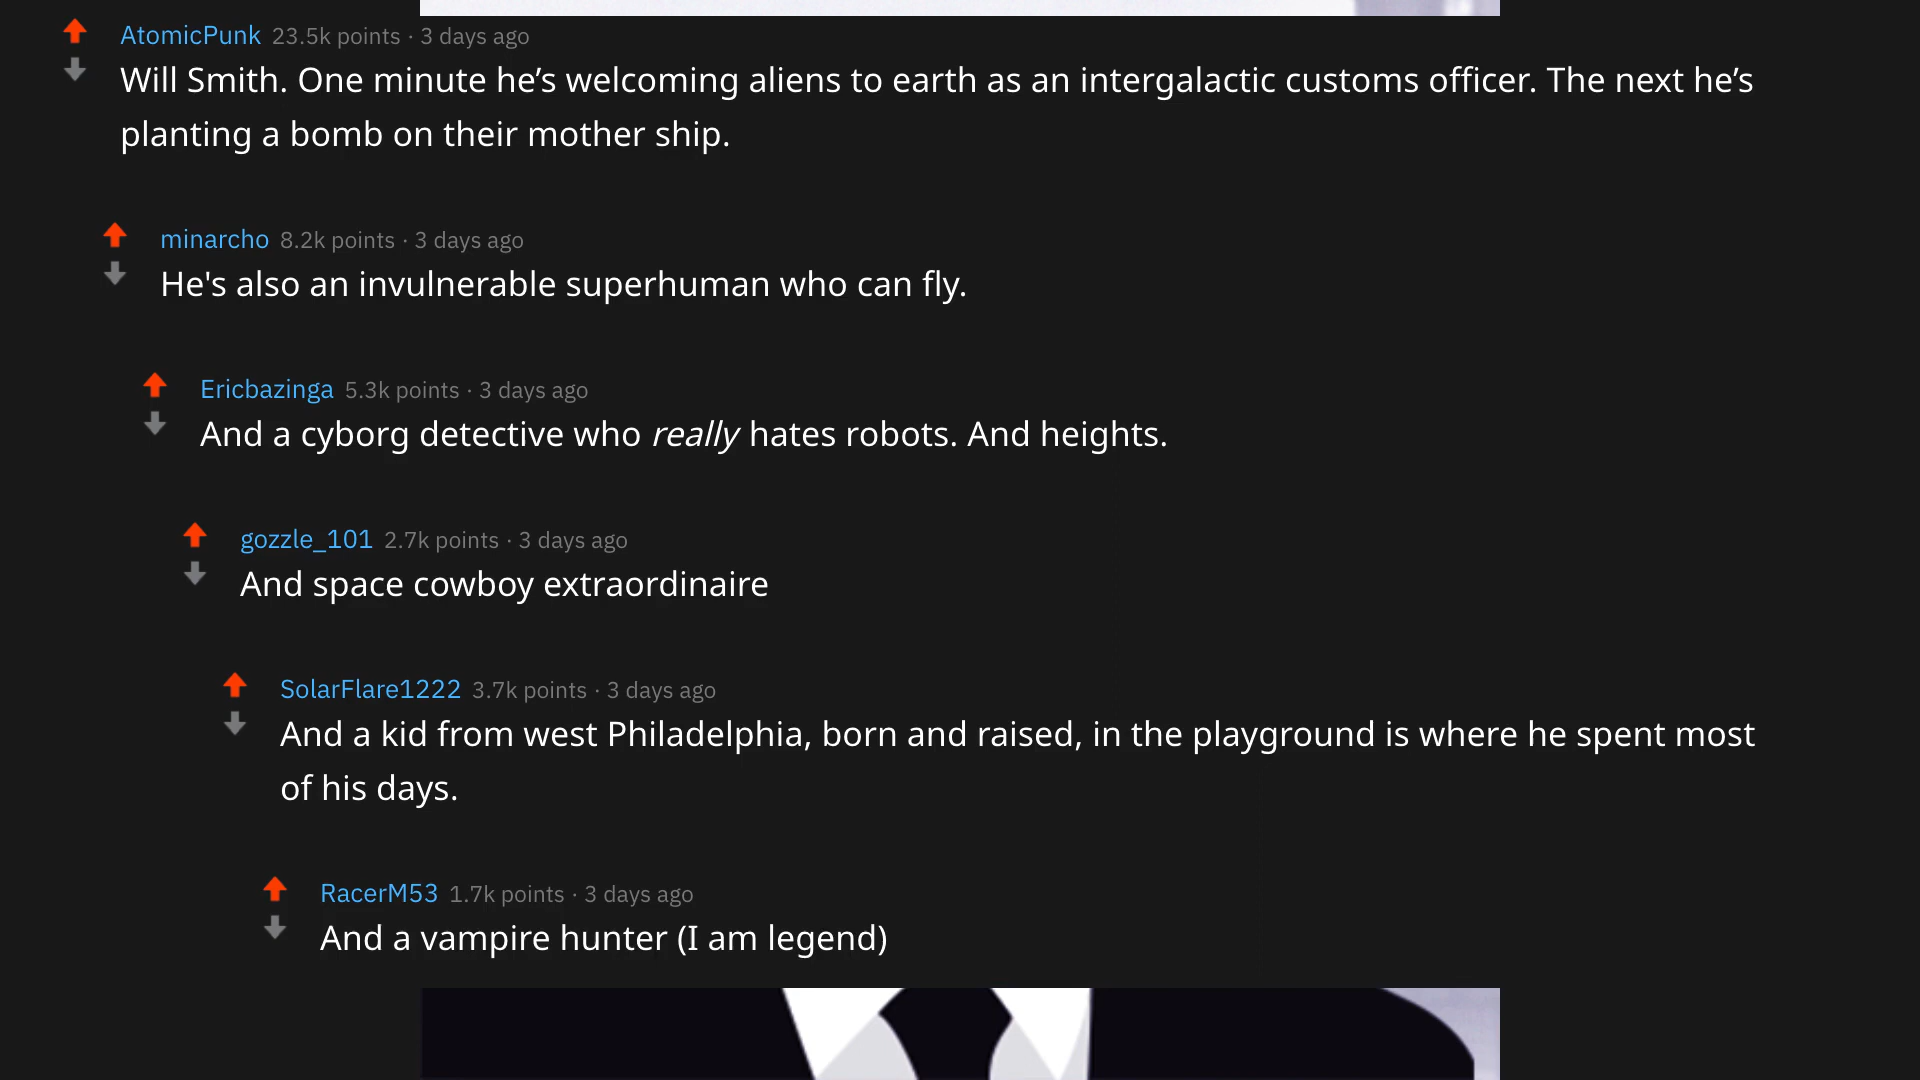 AtomicPunk 23.5k points · 3 days ago
Will Smith. One minute he’s welcoming aliens to earth as an intergalactic customs officer. The next he’s
planting a bomb on their mother ship.
minarcho 8.2k points · 3 days ago
He's also an invulnerable superhuman who can fly.
Ericbazinga 5.3k points · 3 days ago
And a cyborg detective who really hates robots. And heights.
gozzle_101 2.7k points · 3 days ago
And space cowboy extraordinaire
SolarFlare1222 3.7k points · 3 days ago
And a kid from west Philadelphia, born and raised, in the playground is where he spent most
of his days.
RacerM53 1.7k points · 3 days ago
And a vampire hunter (I am legend)